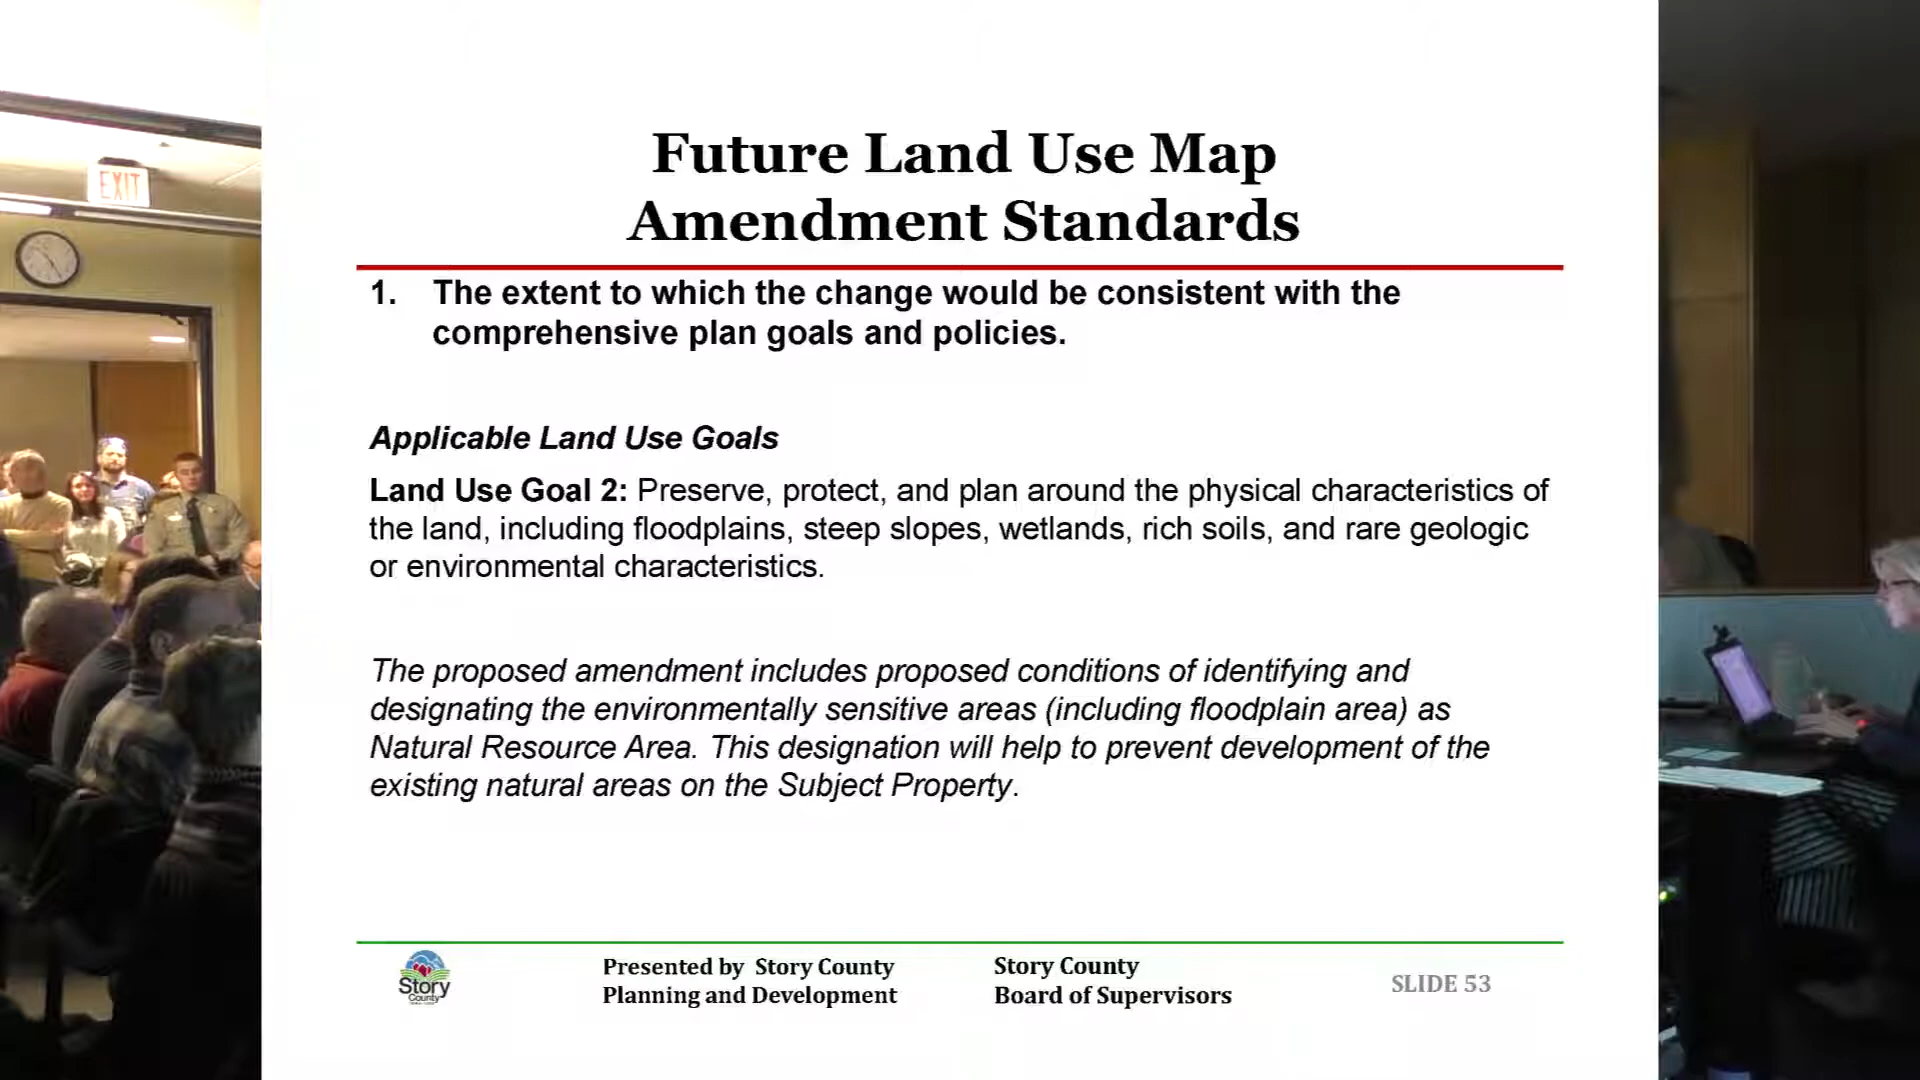 EXIT
Future Land Use Map
Amendment Standards
1. The extent to which the change would be consistent with the
comprehensive plan goals and policies.
Applicable Land Use Goals
Land Use Goal 2: Preserve, protect, and plan around the physical characteristics of
the land, including floodplains, steep slopes, wetlands, rich soils, and rare geologic
or environmental characteristics.
The proposed amendment includes proposed conditions of identifying and
designating the environmentally sensitive areas (including floodplain area) as
Natural Resource Area. This designation will help to prevent development of the
existing natural areas on the Subject Property.
Story
County
Presented by Story County
Planning and Development
Story County
Board of Supervisors
SLIDE 53